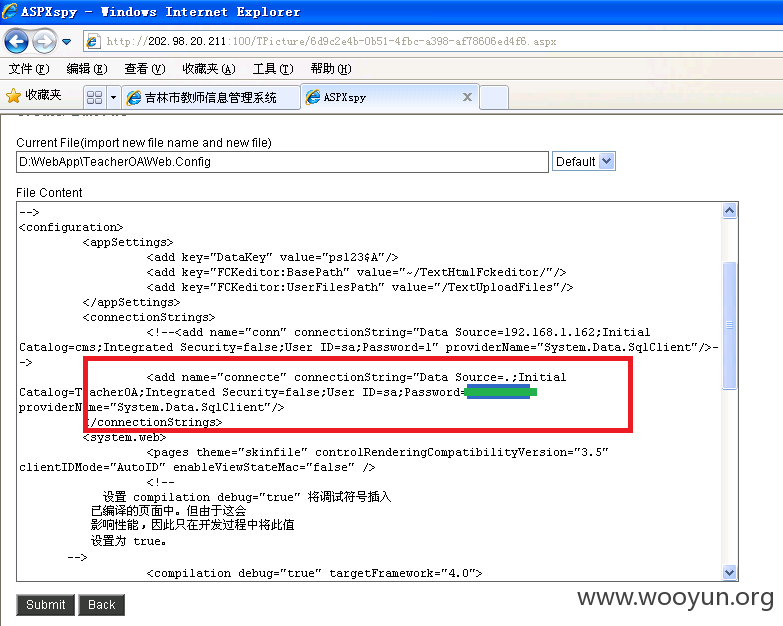 ASPXspy - Windows Internet Explorer
http://202.98.20.211:100/TPicture/6d9c2e4b-0b51-4fbc-a398-af78606ed4f6.aspx
文件(F) 编辑(E) 查看(V) 收藏夹(A) 工具(T) 帮助(H)
收藏夹 吉林市教师信息管理系统 ASPXspy
Current File(import new file name and new file)
D:\WebApp\TeacherOA\Web.Config Default
File Content
-->
<configuration>
<appSettings>
<add key="DataKey" value="ps123$A"/>
<add key="FCKeditor:BasePath" value="~/TextHtmlFckeditor/"/>
<add key="FCKeditor:UserFilesPath" value="/TextUploadFiles"/>
</appSettings>
<connectionStrings>
<!--<add name="conn" connectionString="Data Source=192.168.1.162;Initial
Catalog=cms;Integrated Security=false;User ID=sa;Password=1" providerName="System.Data.SqlClient"/>-
->
<add name="connecte" connectionString="Data Source=.;Initial
Catalog=TeacherOA;Integrated Security=false;User ID=sa;Password=
providerName="System.Data.SqlClient"/>
</connectionStrings>
<system.web>
<pages theme="skinfile" controlRenderingCompatibilityVersion="3.5"
clientIDMode="AutoID" enableViewStateMac="false" />
<!--
设置 compilation debug="true" 将调试符号插入
已编译的页面中。但由于这会
影响性能，因此只在开发过程中将此值
设置为 true。
-->
<compilation debug="true" targetFramework="4.0">
Submit Back
www.wooyun.org